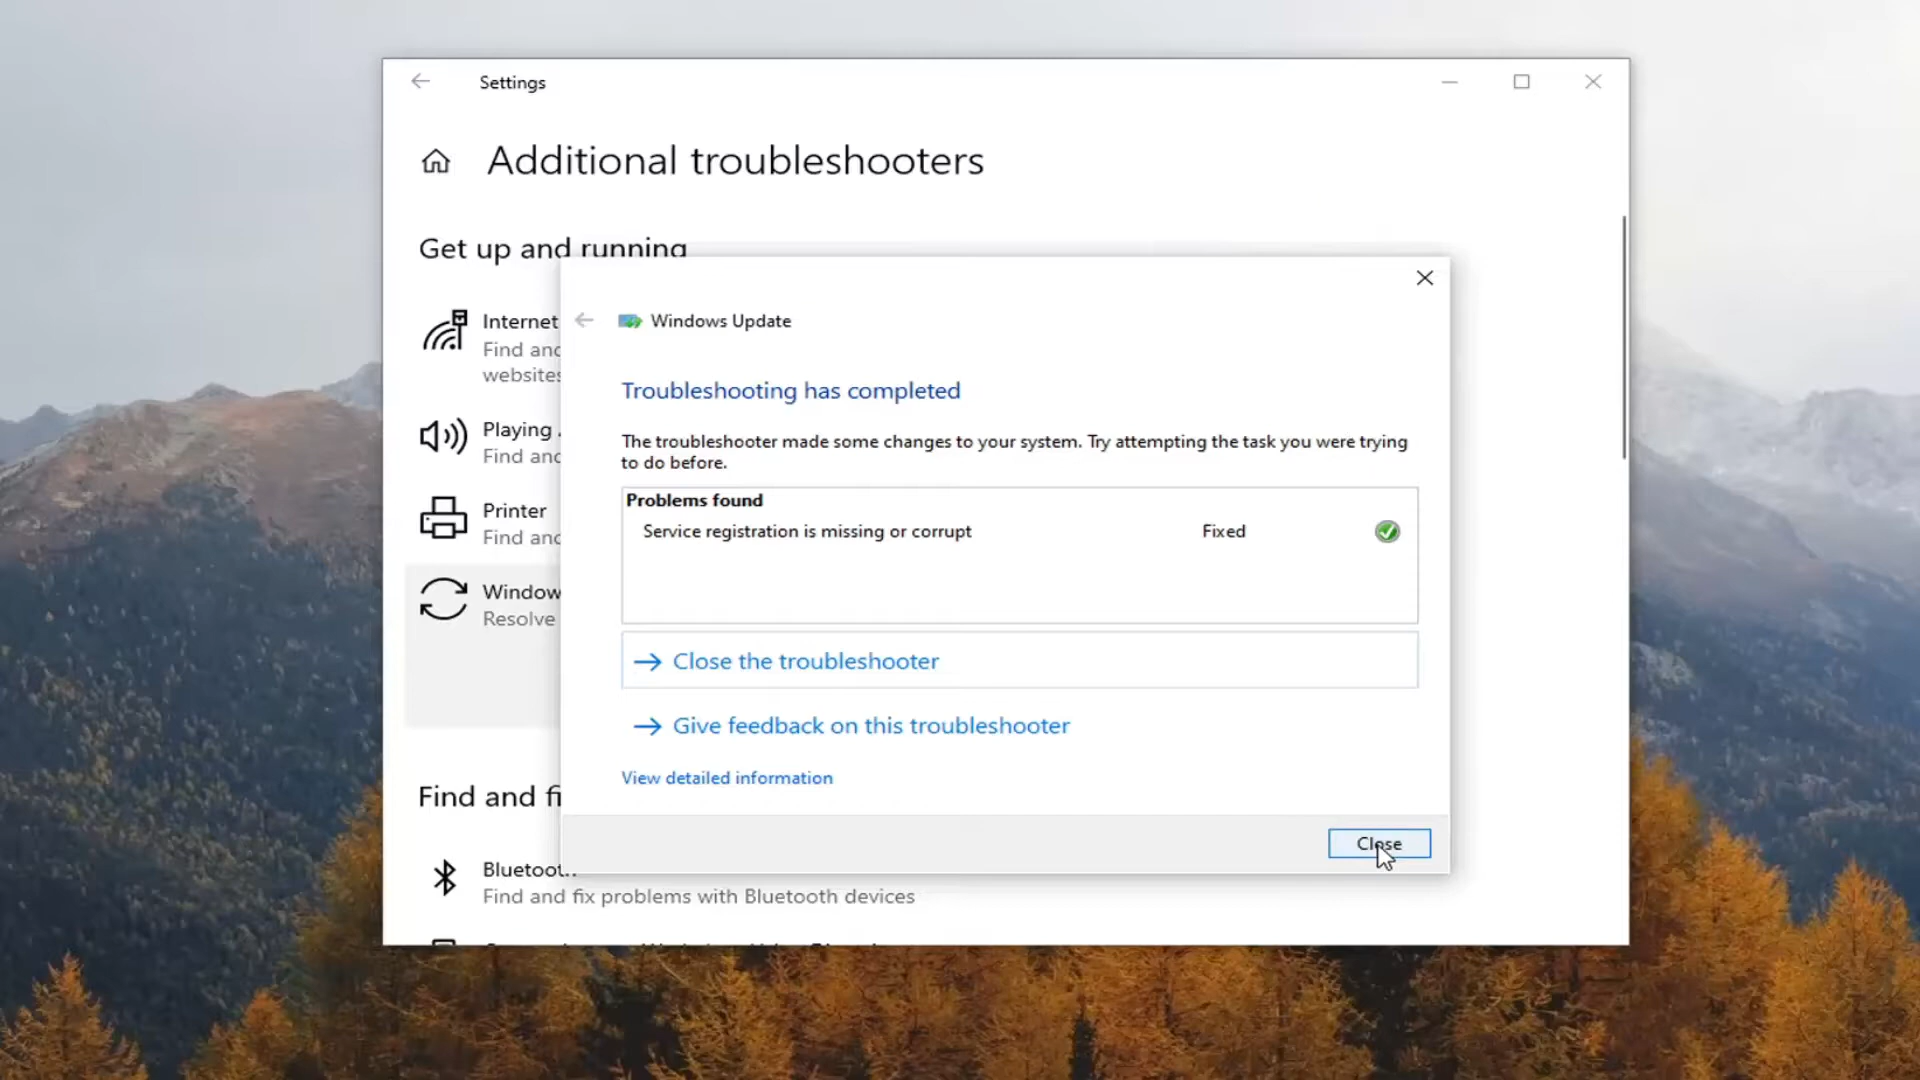 Settings
Additional troubleshooters
Get up and running
Internet
Find and
websites
Playing
Find and
Printer
Find and
Window
Resolve
Find and fi
Bluetoot
Find and fix problems with Bluetooth devices
Windows Update
Troubleshooting has completed
The troubleshooter made some changes to your system. Try attempting the task you were trying
to do before.
Problems found
Service registration is missing or corrupt Fixed
Close the troubleshooter
Give feedback on this troubleshooter
View detailed information
Close